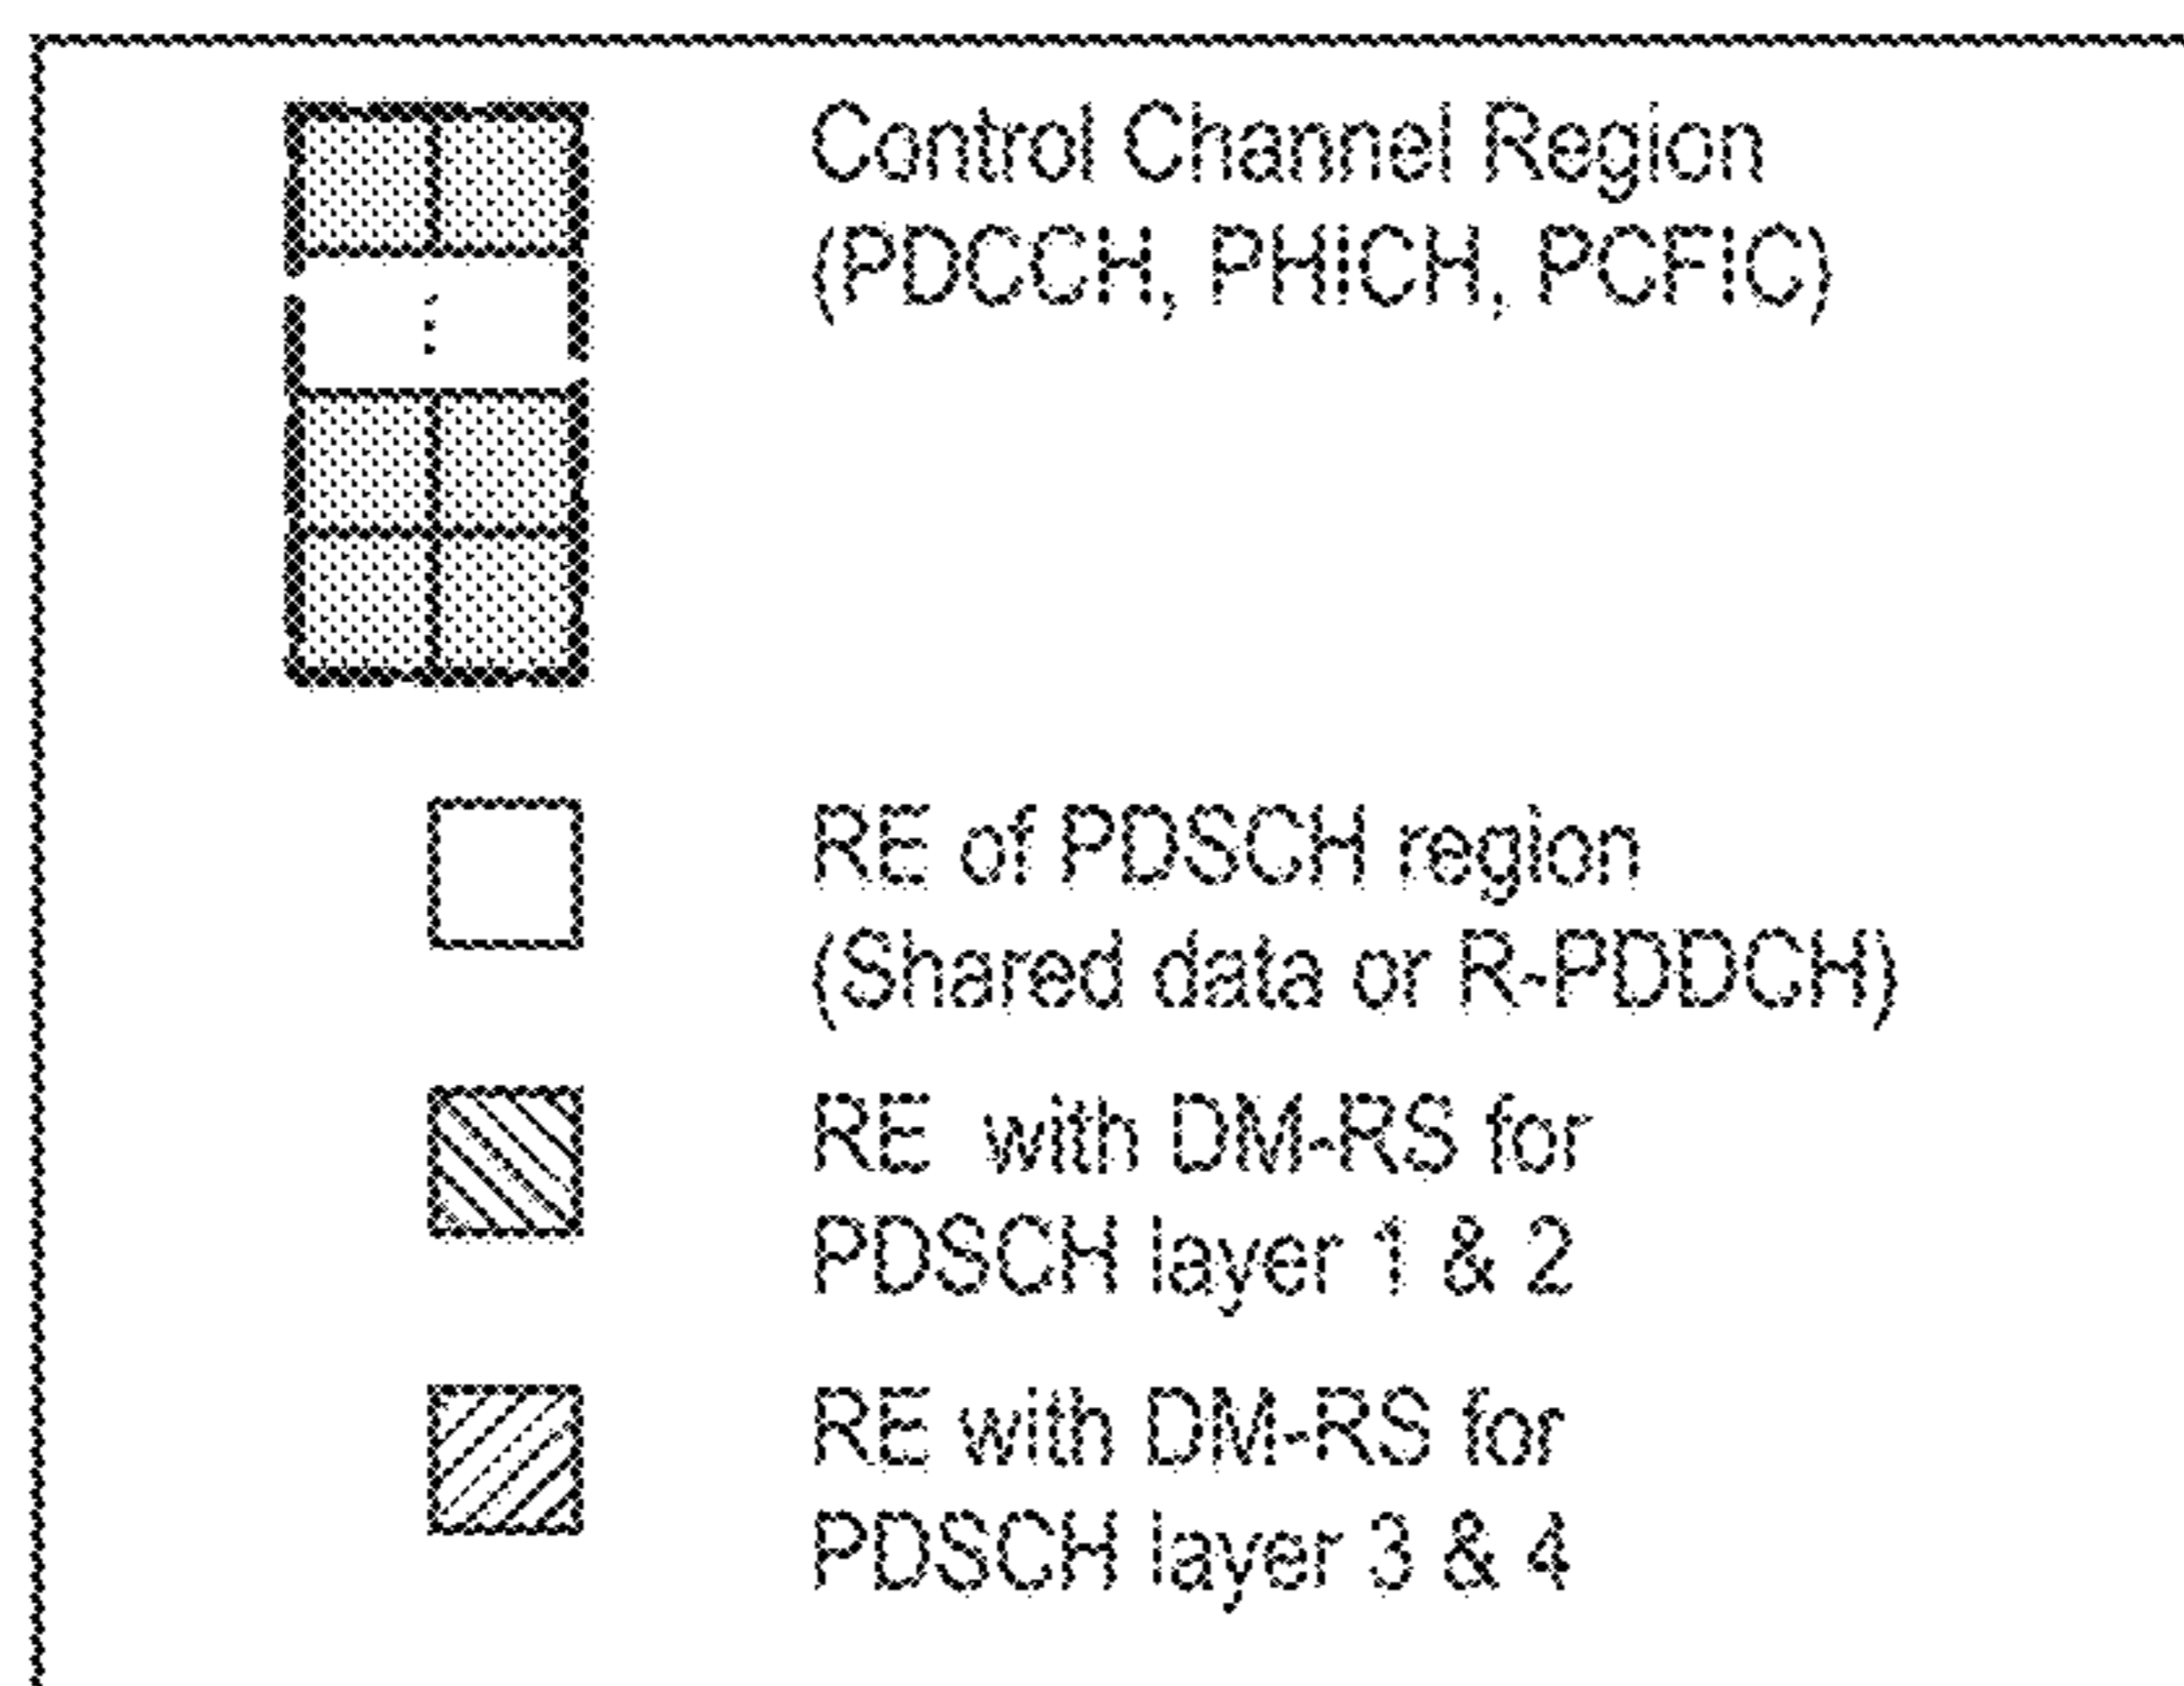 Control Channel Region
(PDCCH, PHICH, PCFIC)
RE of PDSCH region
(Shared data or R-PDDCH)
RE with DM-RS for
PDSCH layer 1 & 2
RE with DM-RS for
PDSCH layer 3 & 4